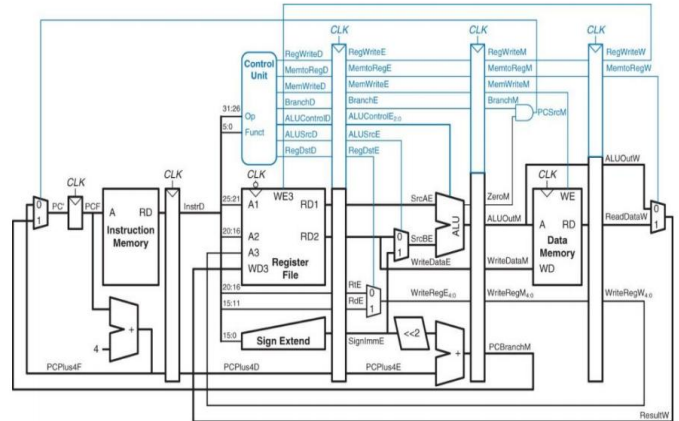 CLK CLK CLK
RegWriteD RegWriteE RegWriteM RegWriteW
Control Unit
MemtoRegD MemtoRegE MemtoRegM MemtoRegW
MemWriteD MemWriteE MemWriteM
BranchD BranchE BranchM
PCSrcM
31:26 Op
ALUControlD ALUControlE2:0
5:0 Funct
ALUSrcD ALUSrcE
RegDstD RegDstE
ALUOutW
CLK CLK CLK CLK
WE3 WE
0 1 PC' PCF A RD InstrD 25:21 A1 RD1 SrcAE ZeroM
Instruction Memory
ALU ALUOutM A RD ReadDataW 0 1
20:16 A2 RD2 0 1 SrcBE
Data Memory
A3
Register File
WD3 WriteDataE WriteDataM WD
20:16 RtE 0
15:11 RdE 1
WriteRegE4:0 WriteRegM4:0 WriteRegW4:0
+
4
15:0 Sign Extend SignImmE <<2 + PCBranchM
PCPlus4F PCPlus4D PCPlus4E
ResultW